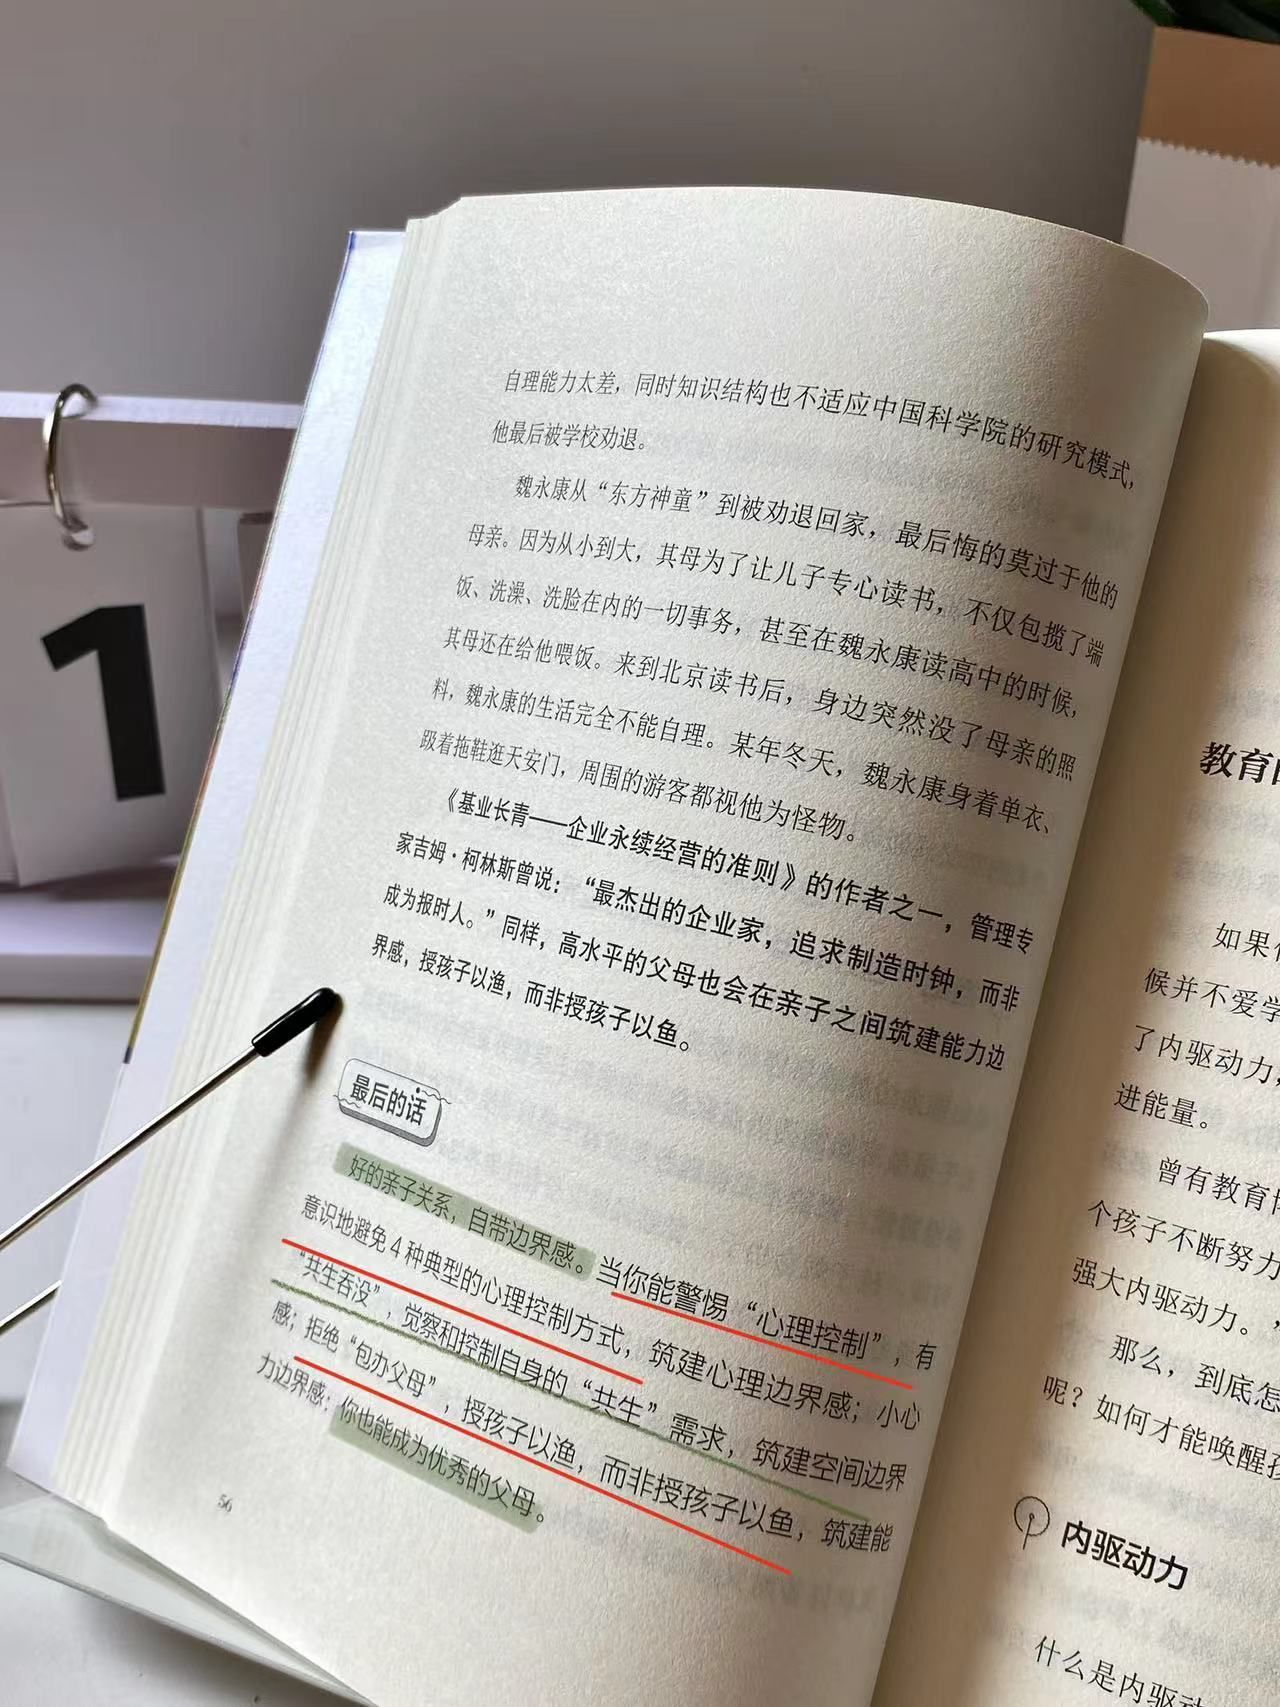 1
自理能力太差，同时知识结构也不适应中国科学院的研究模式，
他最后被学校劝退。
魏永康从“东方神童”到被劝退回家，最后悔的莫过于他的
母亲。因为从小到大，其母为了让儿子专心读书，不仅包揽了端
饭、洗澡、洗脸在内的一切事务，甚至在魏永康读高中的时候，
其母还在给他喂饭。来到北京读书后，身边突然没了母亲的照
料，魏永康的生活完全不能自理。某年冬天，魏永康身着单衣、
趿着拖鞋逛天安门，周围的游客都视他为怪物。
《基业长青——企业永续经营的准则》的作者之一，管理专
家吉姆·柯林斯曾说：“最杰出的企业家，追求制造时钟，而非
成为报时人。”同样，高水平的父母也会在亲子之间筑建能力边
界感，授孩子以渔，而非授孩子以鱼。
最后的话
好的亲子关系，自带边界感。当你能警惕“心理控制”，有
意识地避免4种典型的心理控制方式，筑建心理边界感；小心
“共生吞没”，觉察和控制自身的“共生”需求，筑建空间边界
感；拒绝“包办父母”，授孩子以渔，而非授孩子以鱼，筑建能
力边界感；你也能成为优秀的父母。
56
教育
如果
候并不爱学
了内驱动力，
进能量。
曾有教育
个孩子不断努力
强大内驱动力。
那么，到底怎
呢？如何才能唤醒
内驱动力
什么是内驱动